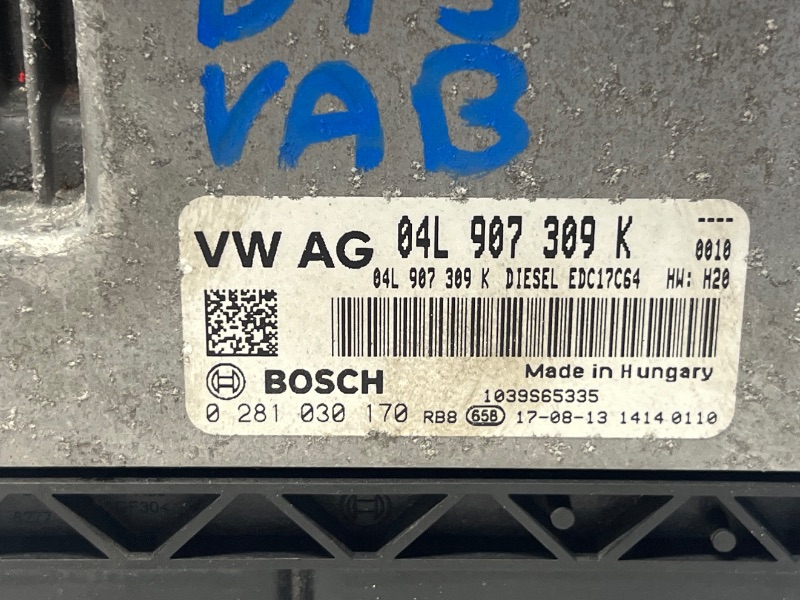 VAB
VW AG 04L 907 309 K ----
0010
04L 907 309 K DIESEL EDC17C64 HW: H20
Made in Hungary
BOSCH 1039S65335
0 281 030 170 RB8 658 17-08-13 1414 0110